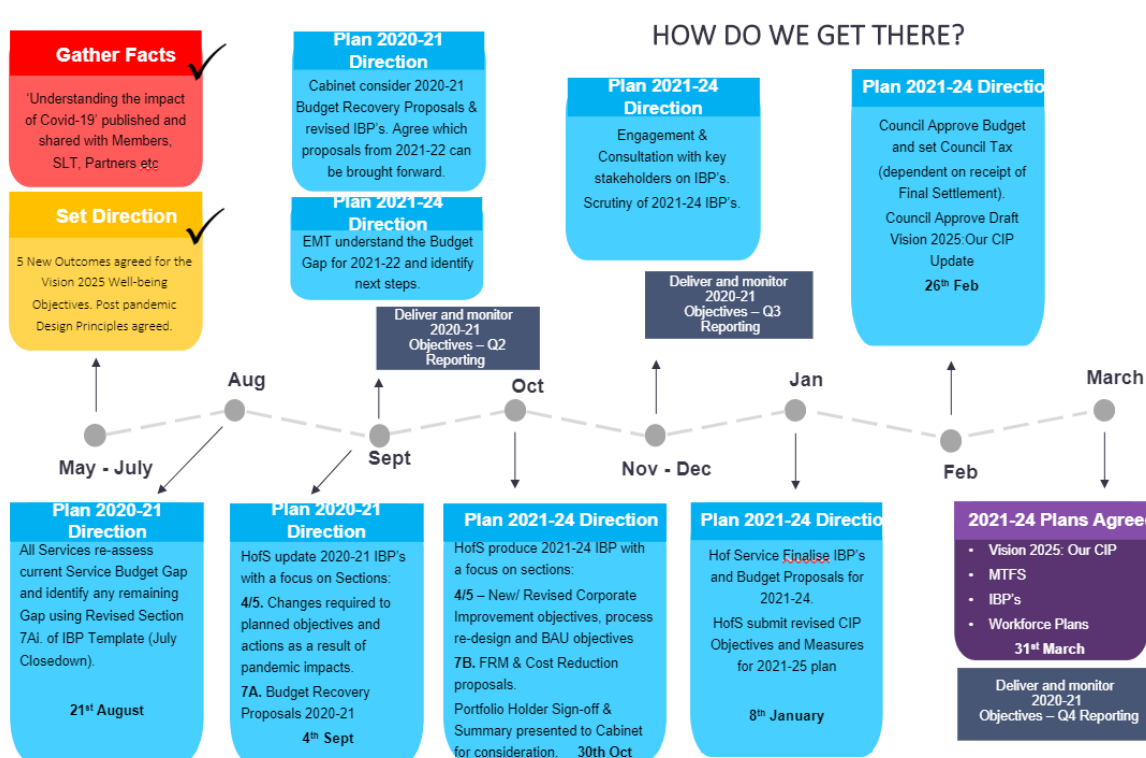 HOW DO WE GET THERE?
Gather Facts
'Understanding the impact
of Covid-19' published and
shared with Members,
SLT, Partners etc
Set Direction
5 New Outcomes agreed for the
Vision 2025 Well-being
Objectives. Post pandemic
Design Principles agreed.
Plan 2020-21
Direction
Cabinet consider 2020-21
Budget Recovery Proposals &
revised IBP's. Agree which
proposals from 2021-22 can
be brought forward.
Plan 2021-24
Direction
EMT understand the Budget
Gap for 2021-22 and identify
next steps.
Deliver and monitor
2020-21
Objectives – Q2
Reporting
Plan 2021-24
Direction
Engagement &
Consultation with key
stakeholders on IBP's.
Scrutiny of 2021-24 IBP's.
Deliver and monitor
2020-21
Objectives – Q3
Reporting
Plan 2021-24 Directio
Council Approve Budget
and set Council Tax
(dependent on receipt of
Final Settlement).
Council Approve Draft
Vision 2025:Our CIP
Update
26th Feb
May - July
Aug
Sept
Oct
Nov - Dec
Jan
Feb
March
Plan 2020-21
Direction
All Services re-assess
current Service Budget Gap
and identify any remaining
Gap using Revised Section
7Ai. of IBP Template (July
Closedown).
21st August
Plan 2020-21
Direction
HofS update 2020-21 IBP's
with a focus on Sections:
4/5. Changes required to
planned objectives and
actions as a result of
pandemic impacts.
7A. Budget Recovery
Proposals 2020-21
4th Sept
Plan 2021-24 Direction
HofS produce 2021-24 IBP with
a focus on sections:
4/5 – New/ Revised Corporate
Improvement objectives, process
re-design and BAU objectives
7B. FRM & Cost Reduction
proposals.
Portfolio Holder Sign-off &
Summary presented to Cabinet
for consideration. 30th Oct
Plan 2021-24 Directio
Hof Service Finalise IBP's
and Budget Proposals for
2021-24.
HofS submit revised CIP
Objectives and Measures
for 2021-25 plan
8th January
2021-24 Plans Agree
• Vision 2025: Our CIP
• MTFS
• IBP's
• Workforce Plans
31st March
Deliver and monitor
2020-21
Objectives – Q4 Reporting